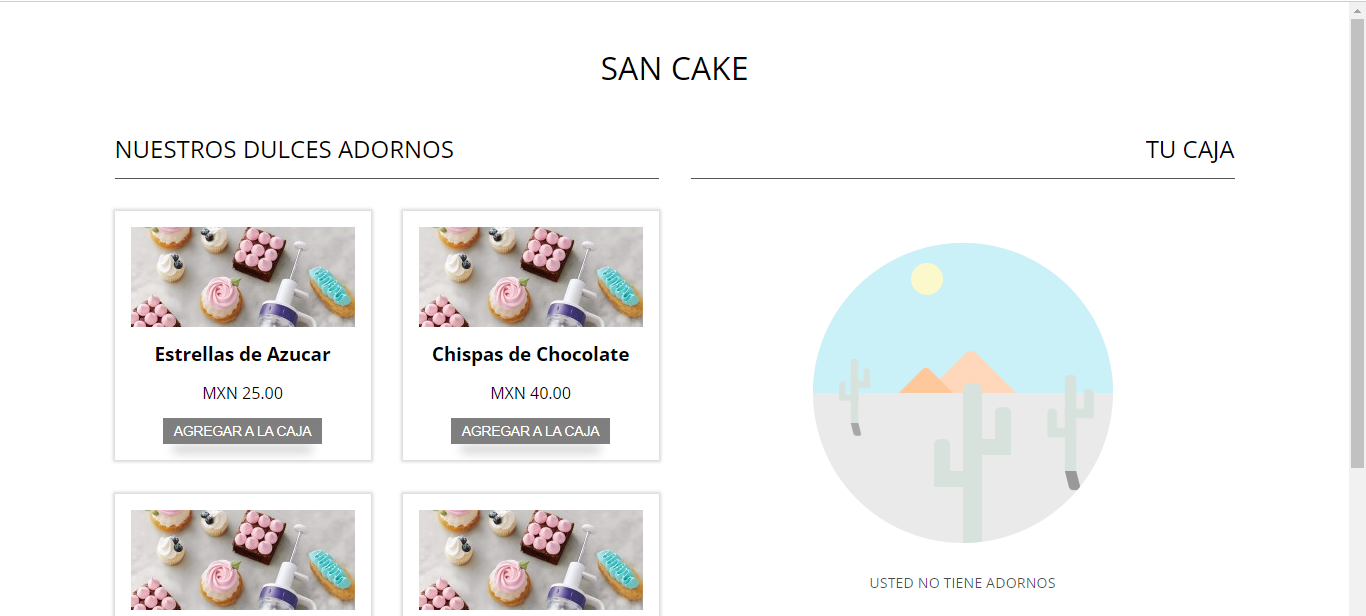 SAN CAKE
NUESTROS DULCES ADORNOS
TU CAJA
Estrellas de Azucar
MXN 25.00
AGREGAR A LA CAJA
Chispas de Chocolate
MXN 40.00
AGREGAR A LA CAJA
USTED NO TIENE ADORNOS